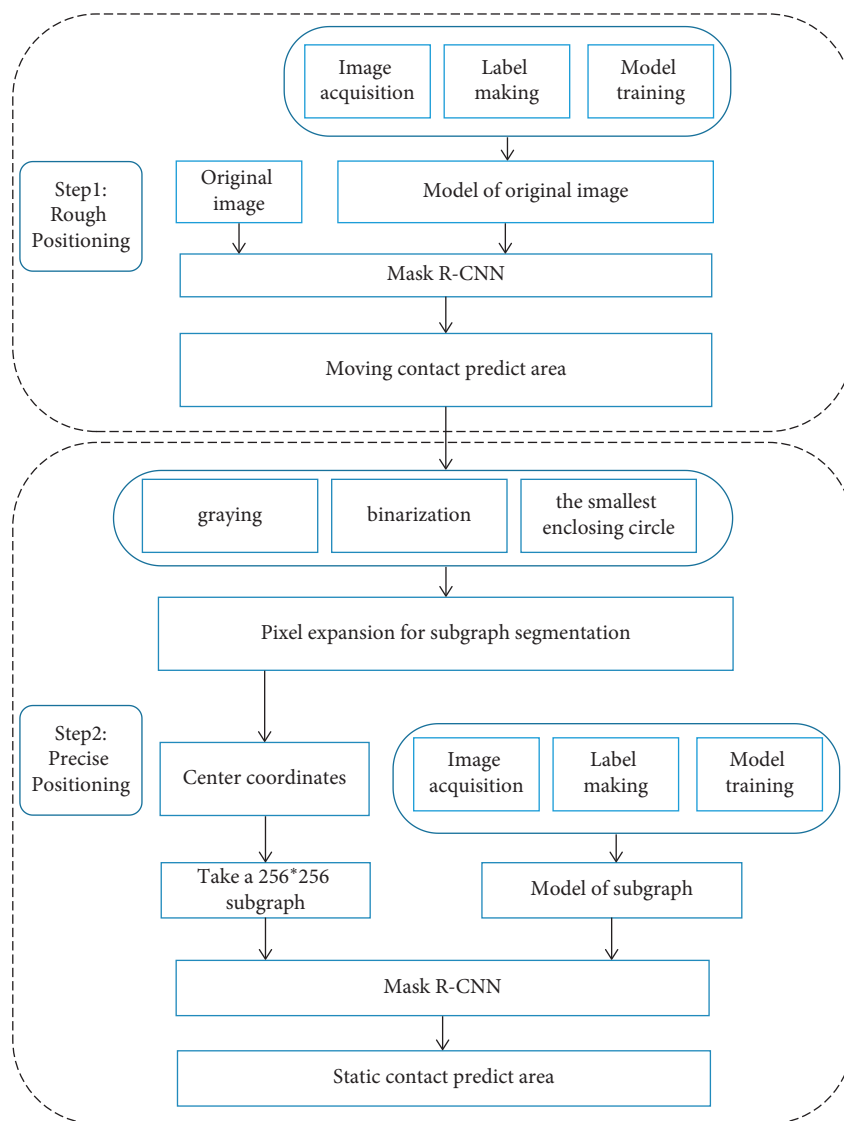 Image
acquisition
Label
making
Model
training
Step1:
Rough
Positioning
Original
image
Model of original image
Mask R-CNN
Moving contact predict area
graying
binarization
the smallest
enclosing circle
Pixel expansion for subgraph segmentation
Step2:
Precise
Positioning
Center coordinates
Image
acquisition
Label
making
Model
training
Take a 256*256
subgraph
Model of subgraph
Mask R-CNN
Static contact predict area